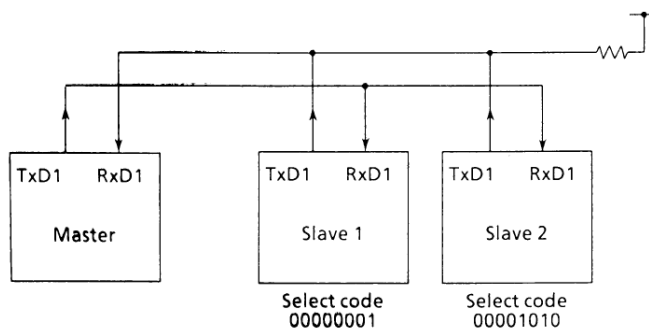 TxD1 RxD1
Master
TxD1 RxD1
Slave 1
Select code
00000001
TxD1 RxD1
Slave 2
Select code
00001010